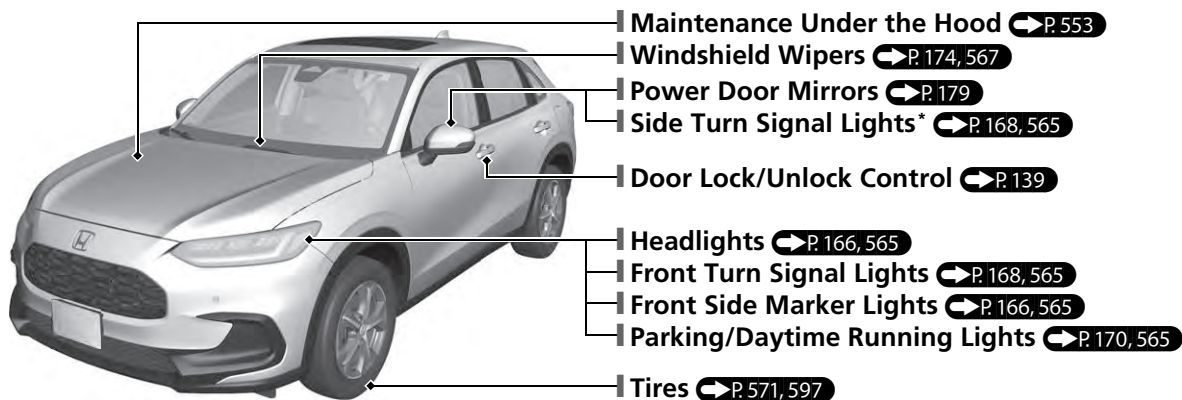 Maintenance Under the Hood P. 553
Windshield Wipers P. 174, 567
Power Door Mirrors P. 179
Side Turn Signal Lights* P. 168, 565
Door Lock/Unlock Control P. 139
Headlights P. 166, 565
Front Turn Signal Lights P. 168, 565
Front Side Marker Lights P. 166, 565
Parking/Daytime Running Lights P. 170, 565
Tires P. 571, 597